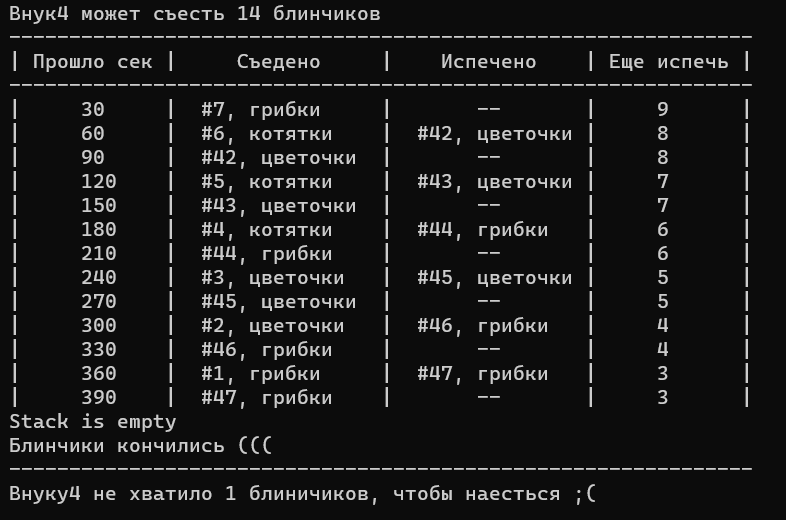 Внук4 может съесть 14 блинчиков
--------------------------------------------------------------
| Прошло сек | Съедено | Испечено | Еще испечь |
--------------------------------------------------------------
| 30 | #7, грибки | -- | 9 |
| 60 | #6, котятки | #42, цветочки | 8 |
| 90 | #42, цветочки | -- | 8 |
| 120 | #5, котятки | #43, цветочки | 7 |
| 150 | #43, цветочки | -- | 7 |
| 180 | #4, котятки | #44, грибки | 6 |
| 210 | #44, грибки | -- | 6 |
| 240 | #3, цветочки | #45, цветочки | 5 |
| 270 | #45, цветочки | -- | 5 |
| 300 | #2, цветочки | #46, грибки | 4 |
| 330 | #46, грибки | -- | 4 |
| 360 | #1, грибки | #47, грибки | 3 |
| 390 | #47, грибки | -- | 3 |
Stack is empty
Блинчики кончились (((
--------------------------------------------------------------
Внуку4 не хватило 1 блиничиков, чтобы наесться ;(